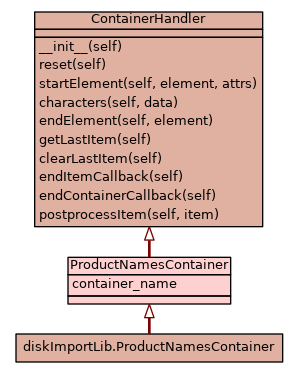 ContainerHandler
__init__(self)
reset(self)
startElement(self, element, attrs)
characters(self, data)
endElement(self, element)
getLastItem(self)
clearLastItem(self)
endItemCallback(self)
endContainerCallback(self)
postprocessItem(self, item)
ProductNamesContainer
container_name
diskImportLib.ProductNamesContainer